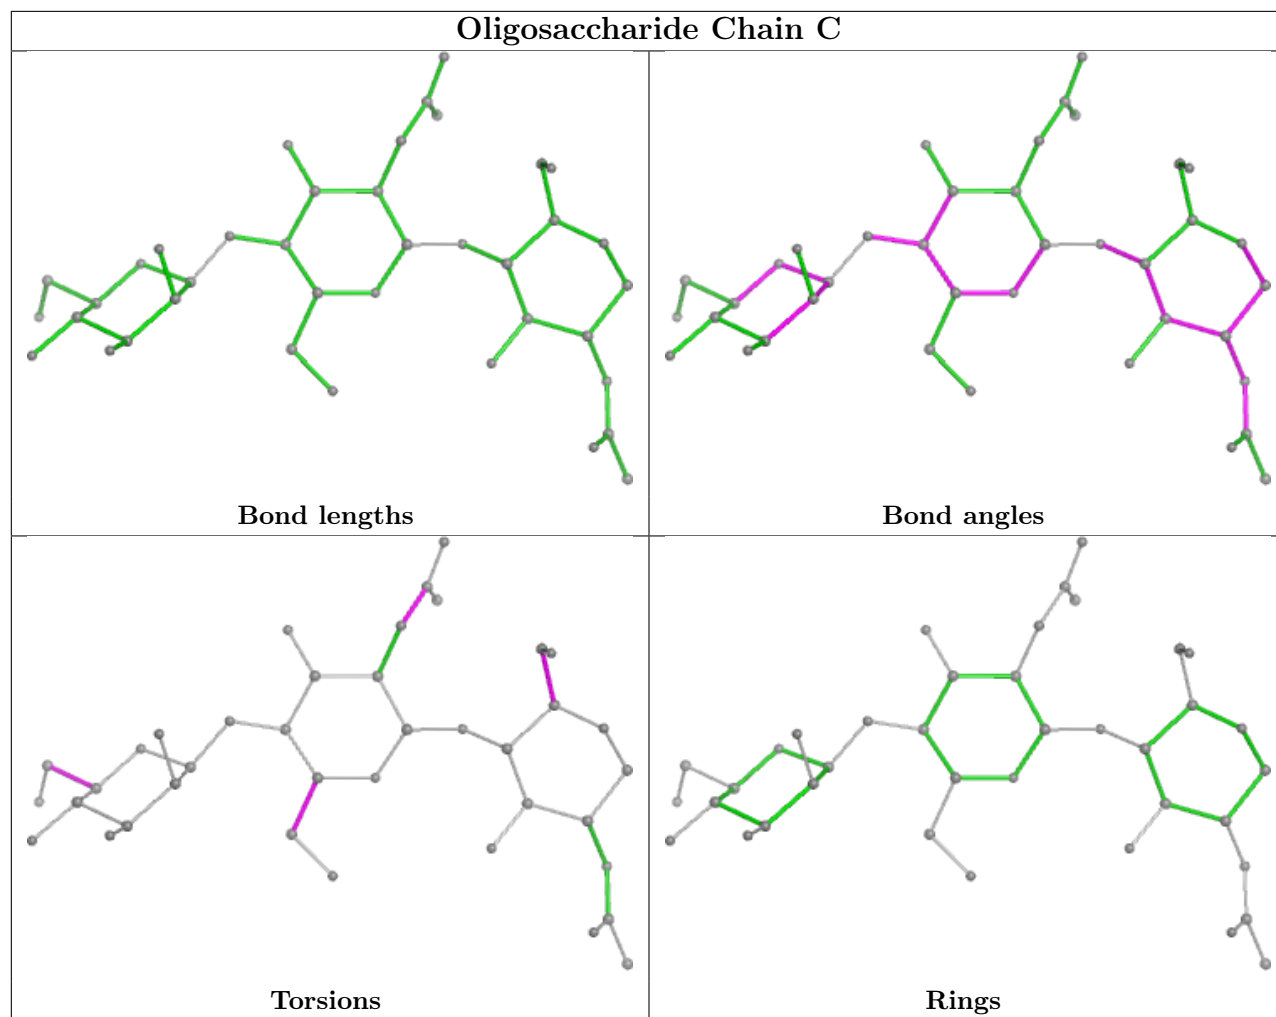 Oligosaccharide Chain C
Bond lengths
Bond angles
Torsions
Rings